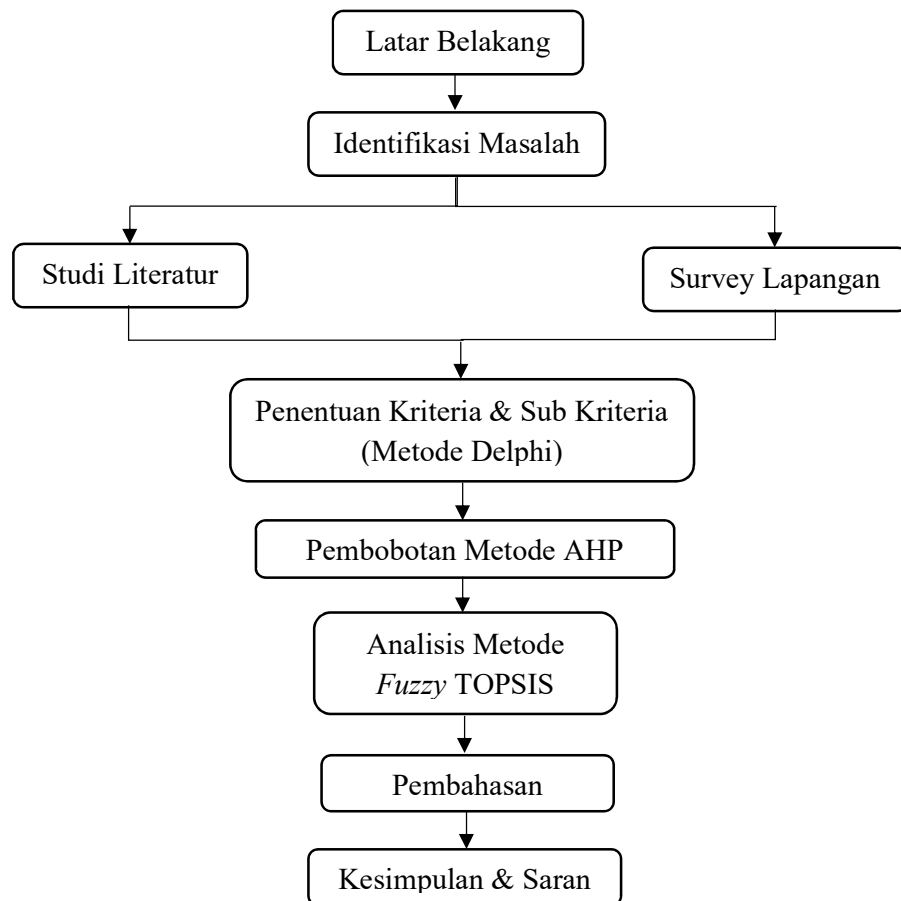 Latar Belakang
Identifikasi Masalah
Studi Literatur
Survey Lapangan
Penentuan Kriteria & Sub Kriteria
(Metode Delphi)
Pembobotan Metode AHP
Analisis Metode
Fuzzy TOPSIS
Pembahasan
Kesimpulan & Saran